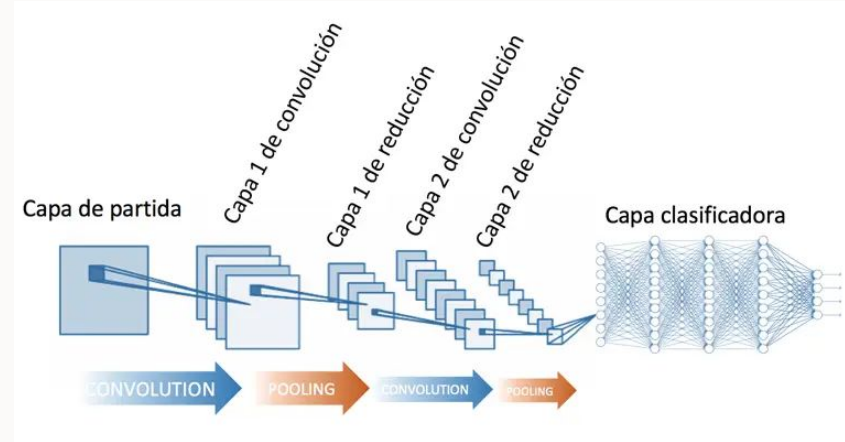 Capa de partida
Capa 1 de convolución
Capa 1 de reducción
Capa 2 de convolución
Capa 2 de reducción
Capa clasificadora
CONVOLUTION
POOLING
CONVOLUTION
POOLING